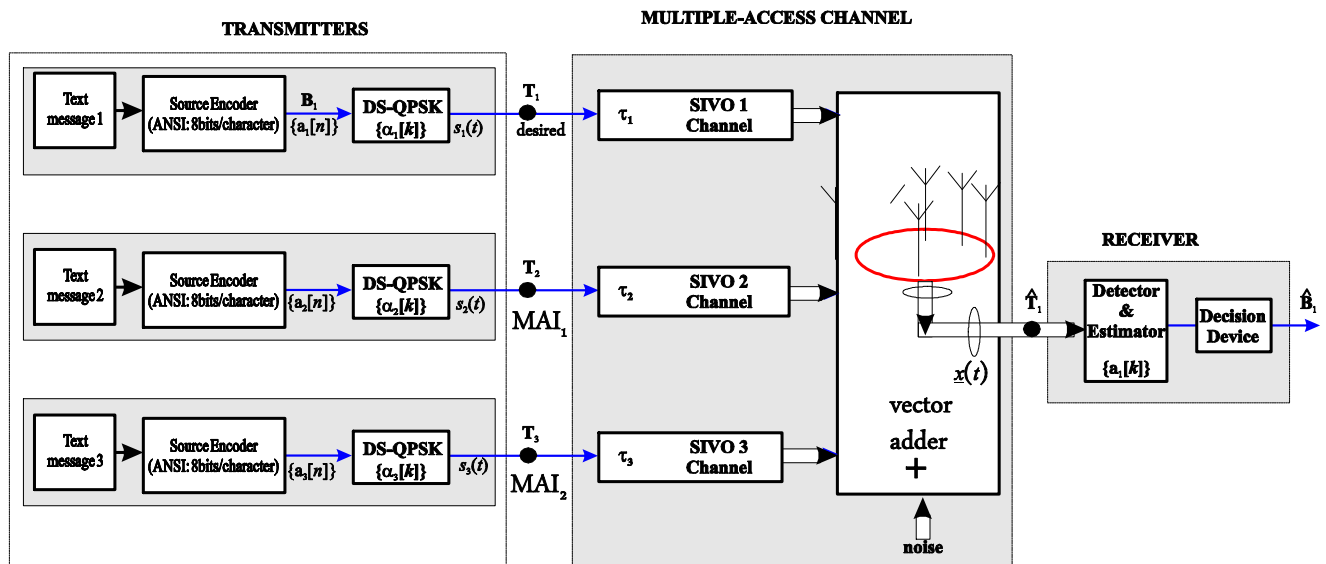 TRANSMITTERS
MULTIPLE-ACCESS CHANNEL
Text
message 1
Source Encoder
(ANSI: 8bits/character)
B₁
{a₁[n]}
DS-QPSK
{α₁[k]}
s₁(t)
T₁
desired
τ₁
SIVO 1
Channel
Text
message 2
Source Encoder
(ANSI: 8bits/character)
{a₂[n]}
DS-QPSK
{α₂[k]}
s₂(t)
T₂
MAI₁
τ₂
SIVO 2
Channel
Text
message 3
Source Encoder
(ANSI: 8bits/character)
{a₃[n]}
DS-QPSK
{α₃[k]}
s₃(t)
T₃
MAI₂
τ₃
SIVO 3
Channel
x(t)
vector
adder
+
noise
RECEIVER
T̂₁
Detector
&
Estimator
{a₁[k]}
Decision
Device
B̂₁